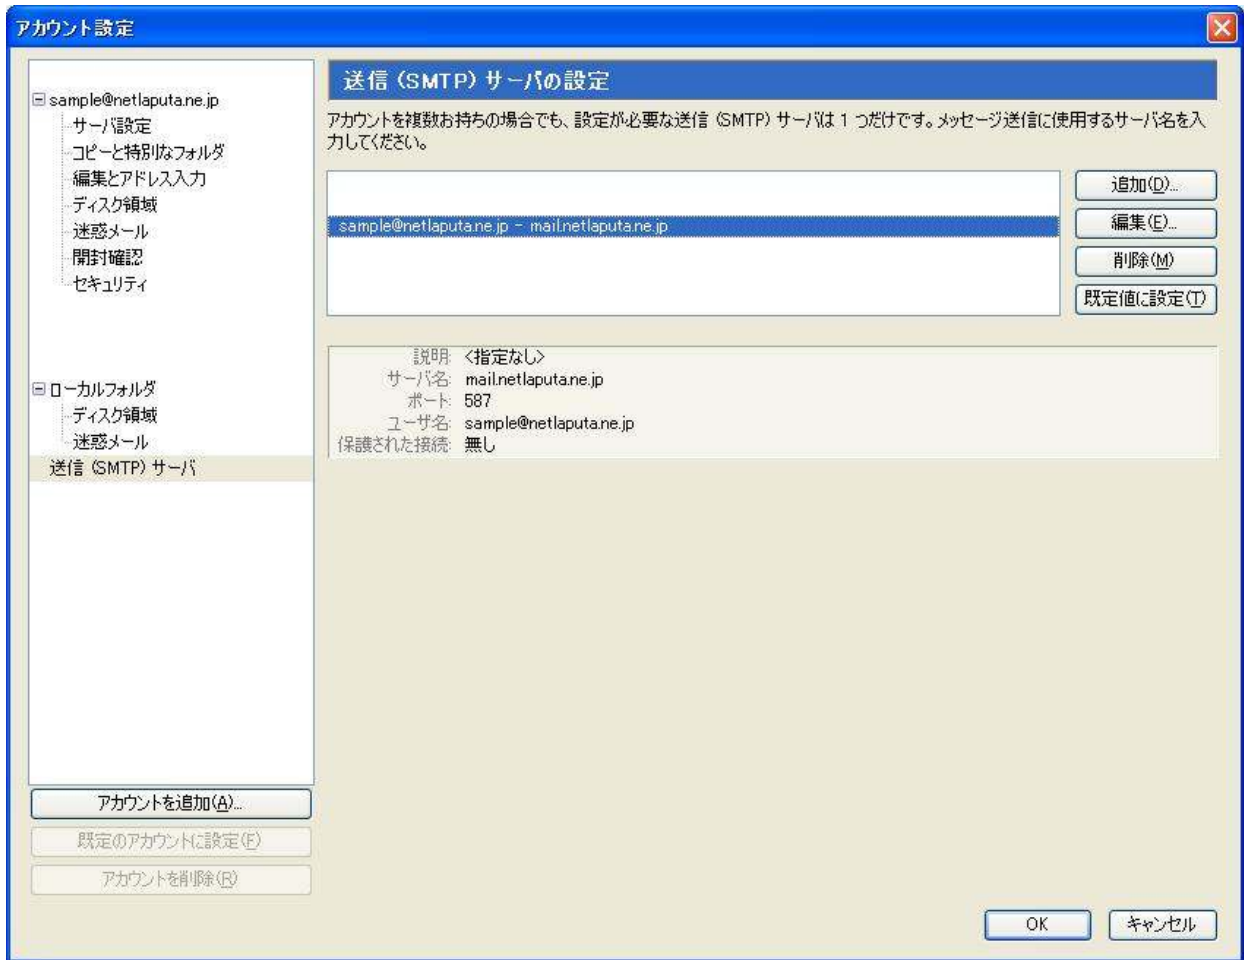 アカウント設定
sample@netlaputa.ne.jp
サーバ設定
コピーと特別なフォルダ
編集とアドレス入力
ディスク領域
迷惑メール
開封確認
セキュリティ
ローカルフォルダ
ディスク領域
迷惑メール
送信 (SMTP) サーバ
アカウントを追加(A)...
既定のアカウントに設定(F)
アカウントを削除(R)
送信 (SMTP) サーバの設定
アカウントを複数お持ちの場合でも、設定が必要な送信 (SMTP) サーバは 1 つだけです。メッセージ送信に使用するサーバ名を入
力してください。
sample@netlaputa.ne.jp - mail.netlaputa.ne.jp
追加(D)...
編集(E)...
削除(M)
既定値に設定(T)
説明: <指定なし>
サーバ名: mail.netlaputa.ne.jp
ポート: 587
ユーザ名: sample@netlaputa.ne.jp
保護された接続: 無し
OK
キャンセル